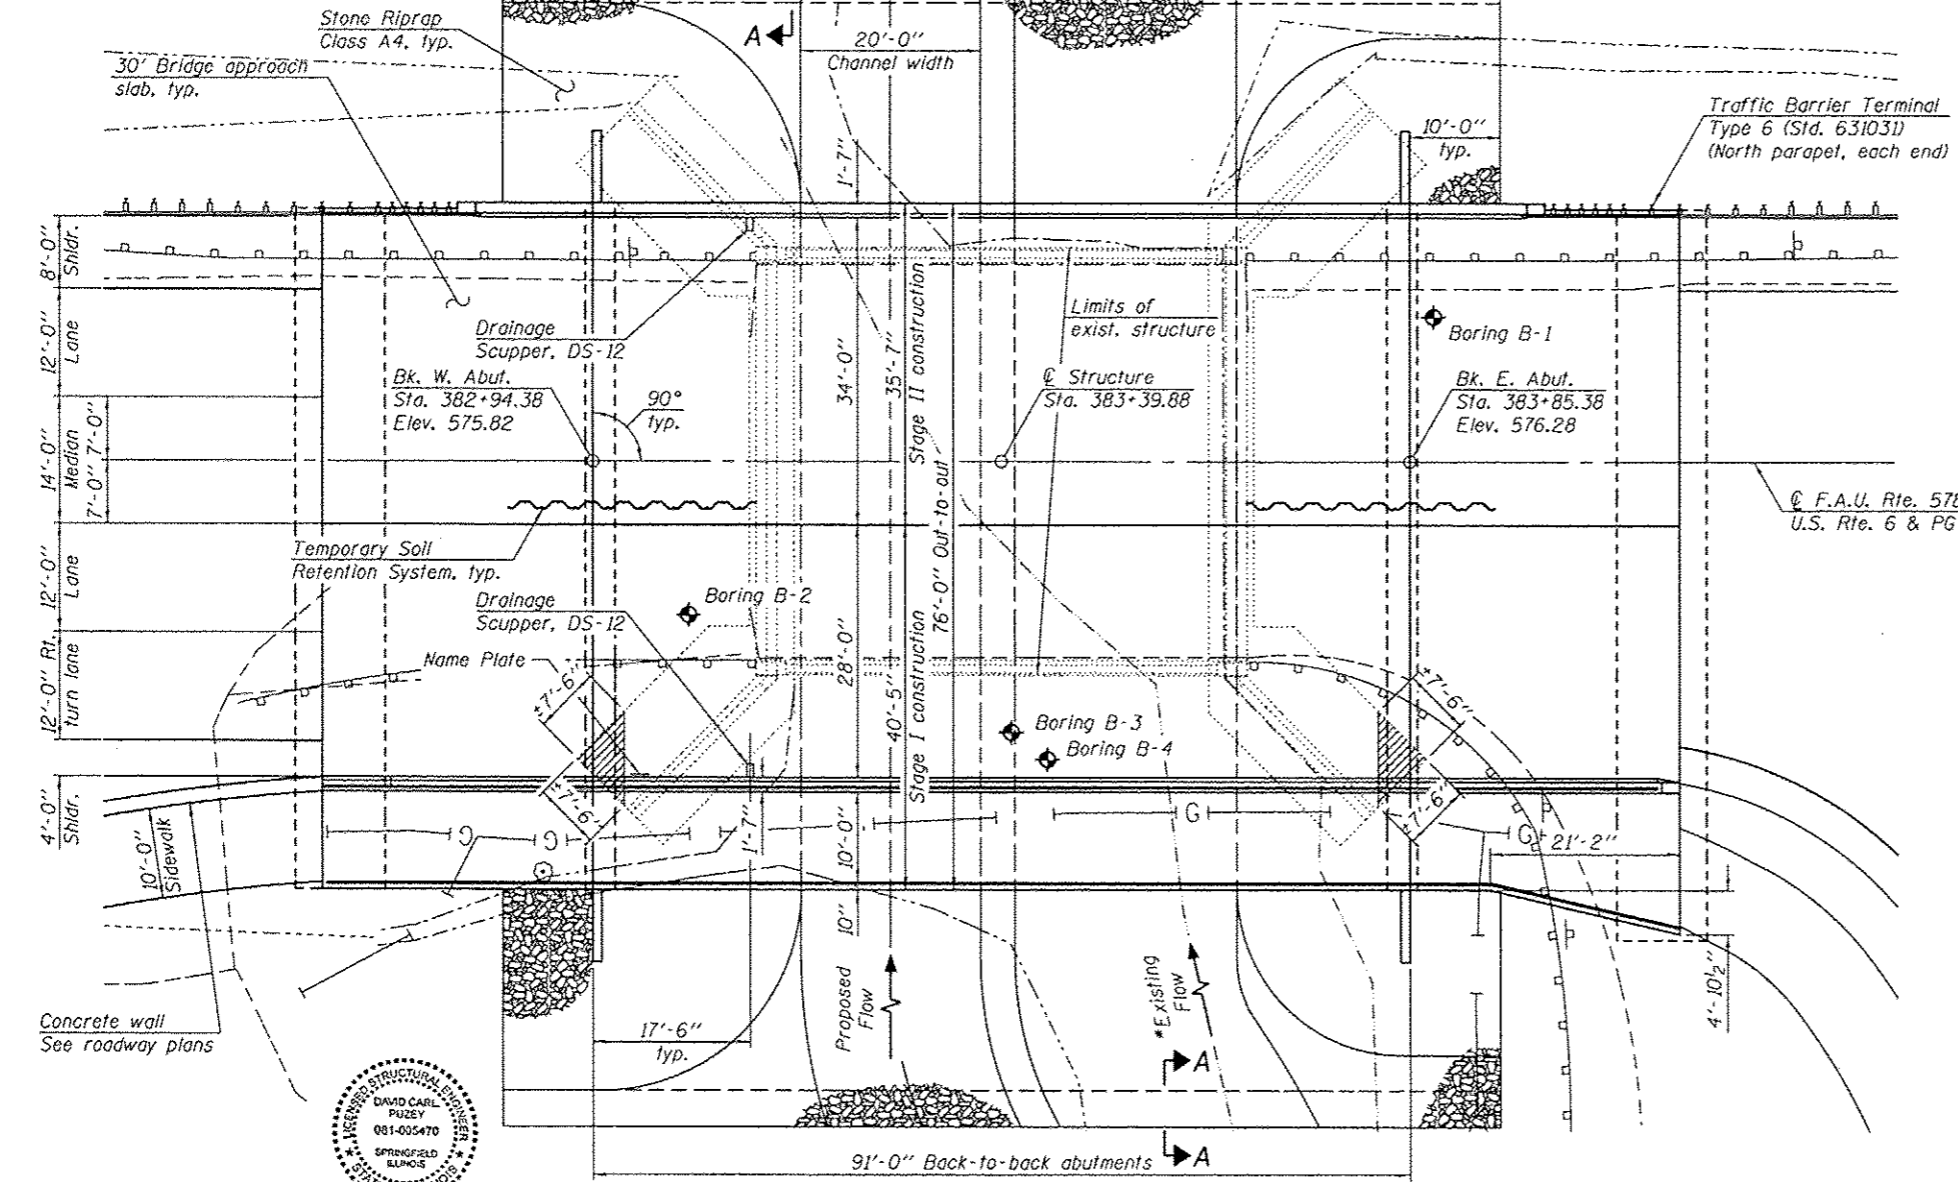 Stone Riprap
Class A4, typ.
30' Bridge approach
slab, typ.
A
20'-0"
Channel width
10'-0"
typ.
Traffic Barrier Terminal
Type 6 (Std. 631031)
(North parapet, each end)
1'-7"
8'-0"
Shldr.
12'-0"
Lane
14'-0"
Median
7'-0" 7'-0"
12'-0"
Lane
12'-0" Rt.
turn lane
4'-0"
Shldr.
Drainage
Scupper, DS-12
Limits of
exist. structure
Boring B-1
Bk. W. Abut.
Sta. 382+94.38
Elev. 575.82
90°
typ.
34'-0"
35'-7"
Stage II construction
℄ Structure
Sta. 383+39.88
Bk. E. Abut.
Sta. 383+85.38
Elev. 576.28
76'-0" Out-to-out
℄ F.A.U. Rte. 578
U.S. Rte. 6 & PG
Temporary Soil
Retention System, typ.
Boring B-2
Drainage
Scupper, DS-12
Name Plate
28'-0"
40'-5"
Stage I construction
±7'-6"
±7'-6"
±7'-6"
±7'-6"
Boring B-3
Boring B-4
G
G
G
G
1'-7"
10'-0"
10"
21'-2"
4'-10½"
10'-0"
Sidewalk
Concrete wall
See roadway plans
17'-6"
typ.
Proposed
Flow
*Existing
Flow
A
A
91'-0" Back-to-back abutments
LICENSED STRUCTURAL ENGINEER
DAVID CARL
PUZEY
081-005470
SPRINGFIELD
ILLINOIS